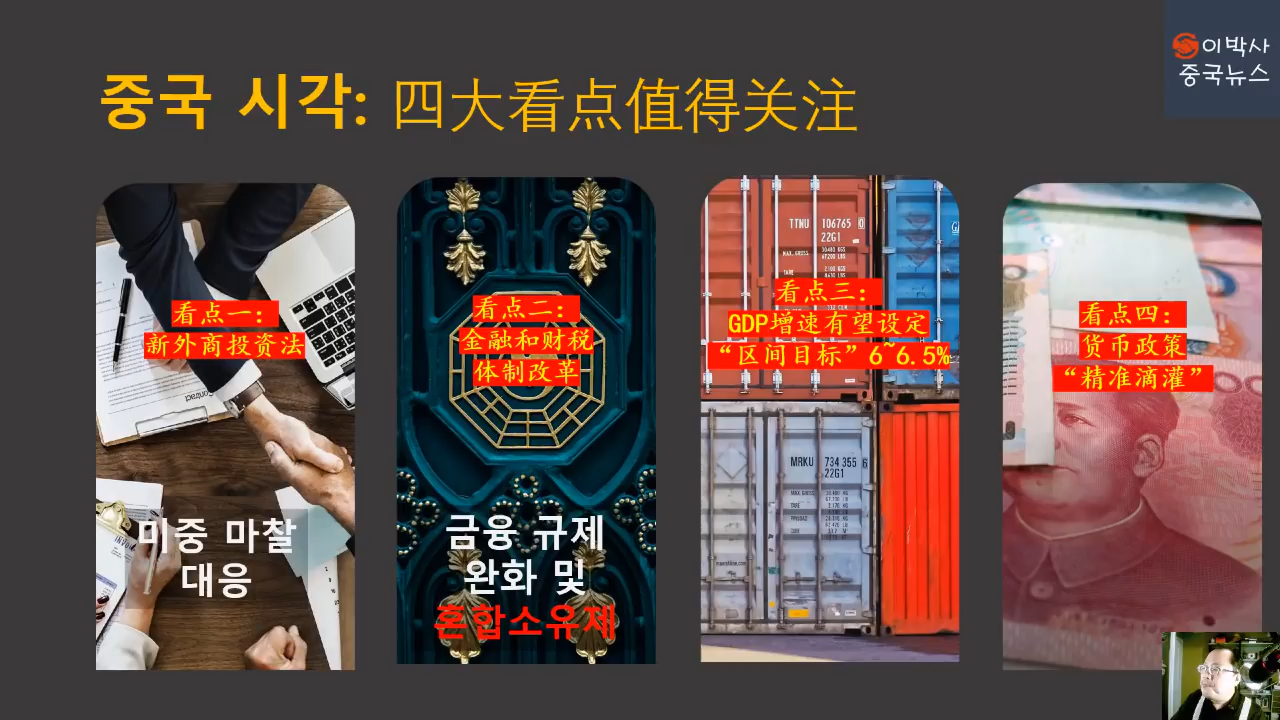 이박사
중국뉴스
중국 시각: 四大看点值得关注
看点一：
新外商投资法
미중 마찰
대응
看点二：
金融和财税
体制改革
금융 규제
완화 및
혼합소유제
看点三：
GDP增速有望设定
“区间目标”6~6.5%
TTNU 106765 0
22G1
MRKU 734 355 6
22G1
看点四：
货币政策
“精准滴灌”
Contract